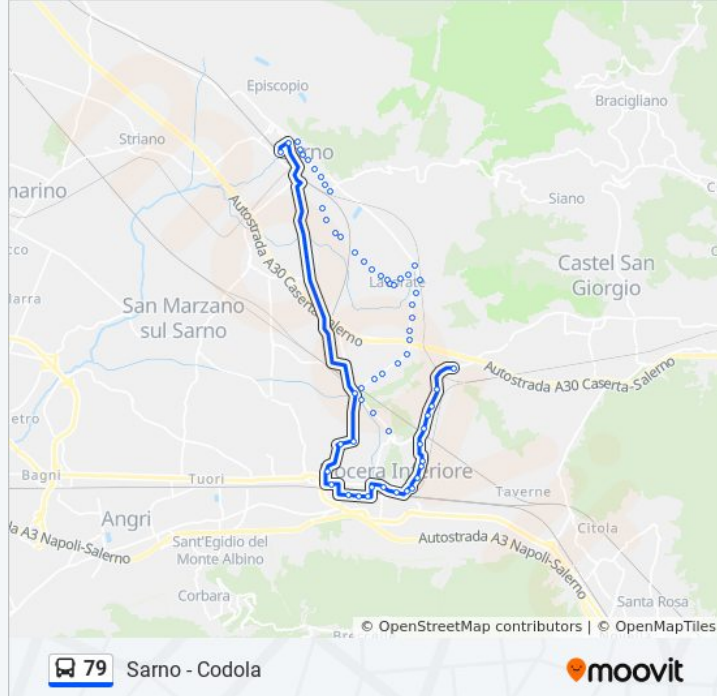 Episcopio
Bracigliano
Striano
Siano
marino
Autostrada A30 Caserta-Salerno
Castel San
Giorgio
San Marzano
sul Sarno
Autostrada A30 Caserta-Salerno
Bagni
Tuori
Taverne
Angri
Citola
Autostrada A3 Napoli-Salerno
Sant'Egidio del
Monte Albino
Autostrada A3 Napoli-Salerno
Corbara
Santa Rosa
© OpenStreetMap contributors | © OpenMapTiles
79 Sarno - Codola
moovit